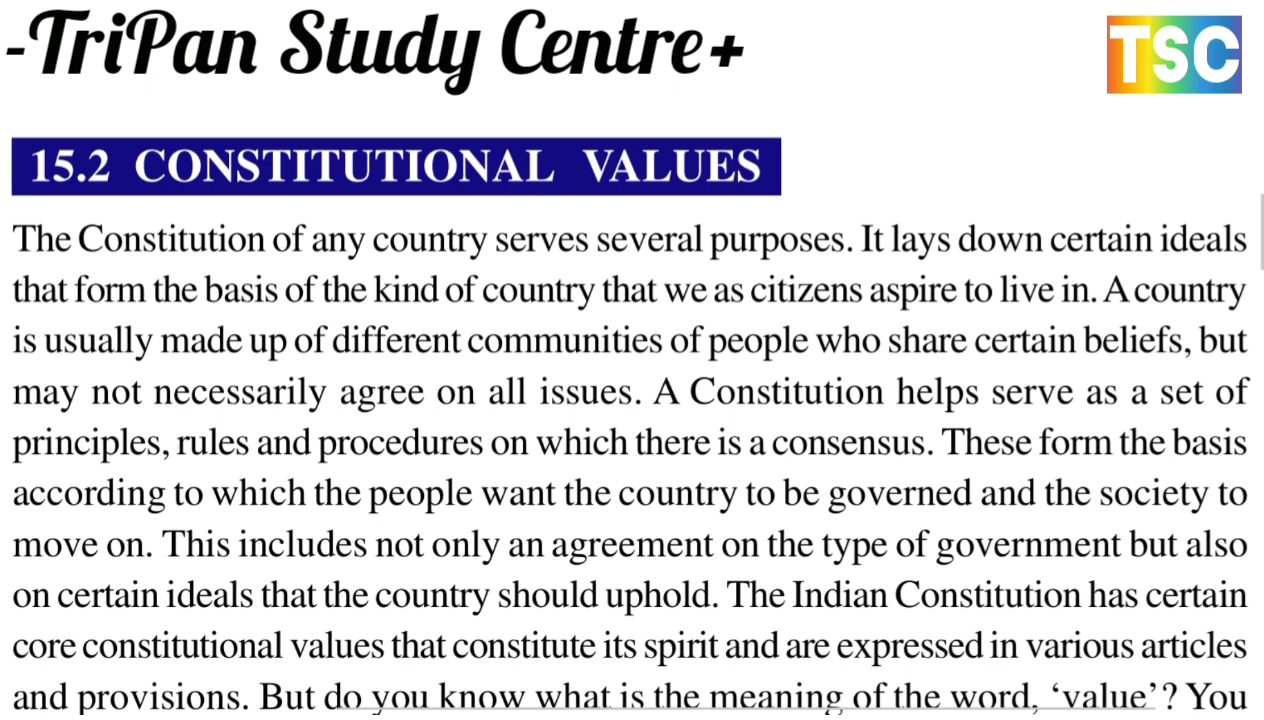 -TriPan Study Centre+
TSC
15.2 CONSTITUTIONAL VALUES
The Constitution of any country serves several purposes. It lays down certain ideals
that form the basis of the kind of country that we as citizens aspire to live in. A country
is usually made up of different communities of people who share certain beliefs, but
may not necessarily agree on all issues. A Constitution helps serve as a set of
principles, rules and procedures on which there is a consensus. These form the basis
according to which the people want the country to be governed and the society to
move on. This includes not only an agreement on the type of government but also
on certain ideals that the country should uphold. The Indian Constitution has certain
core constitutional values that constitute its spirit and are expressed in various articles
and provisions. But do you know what is the meaning of the word, ‘value’? You